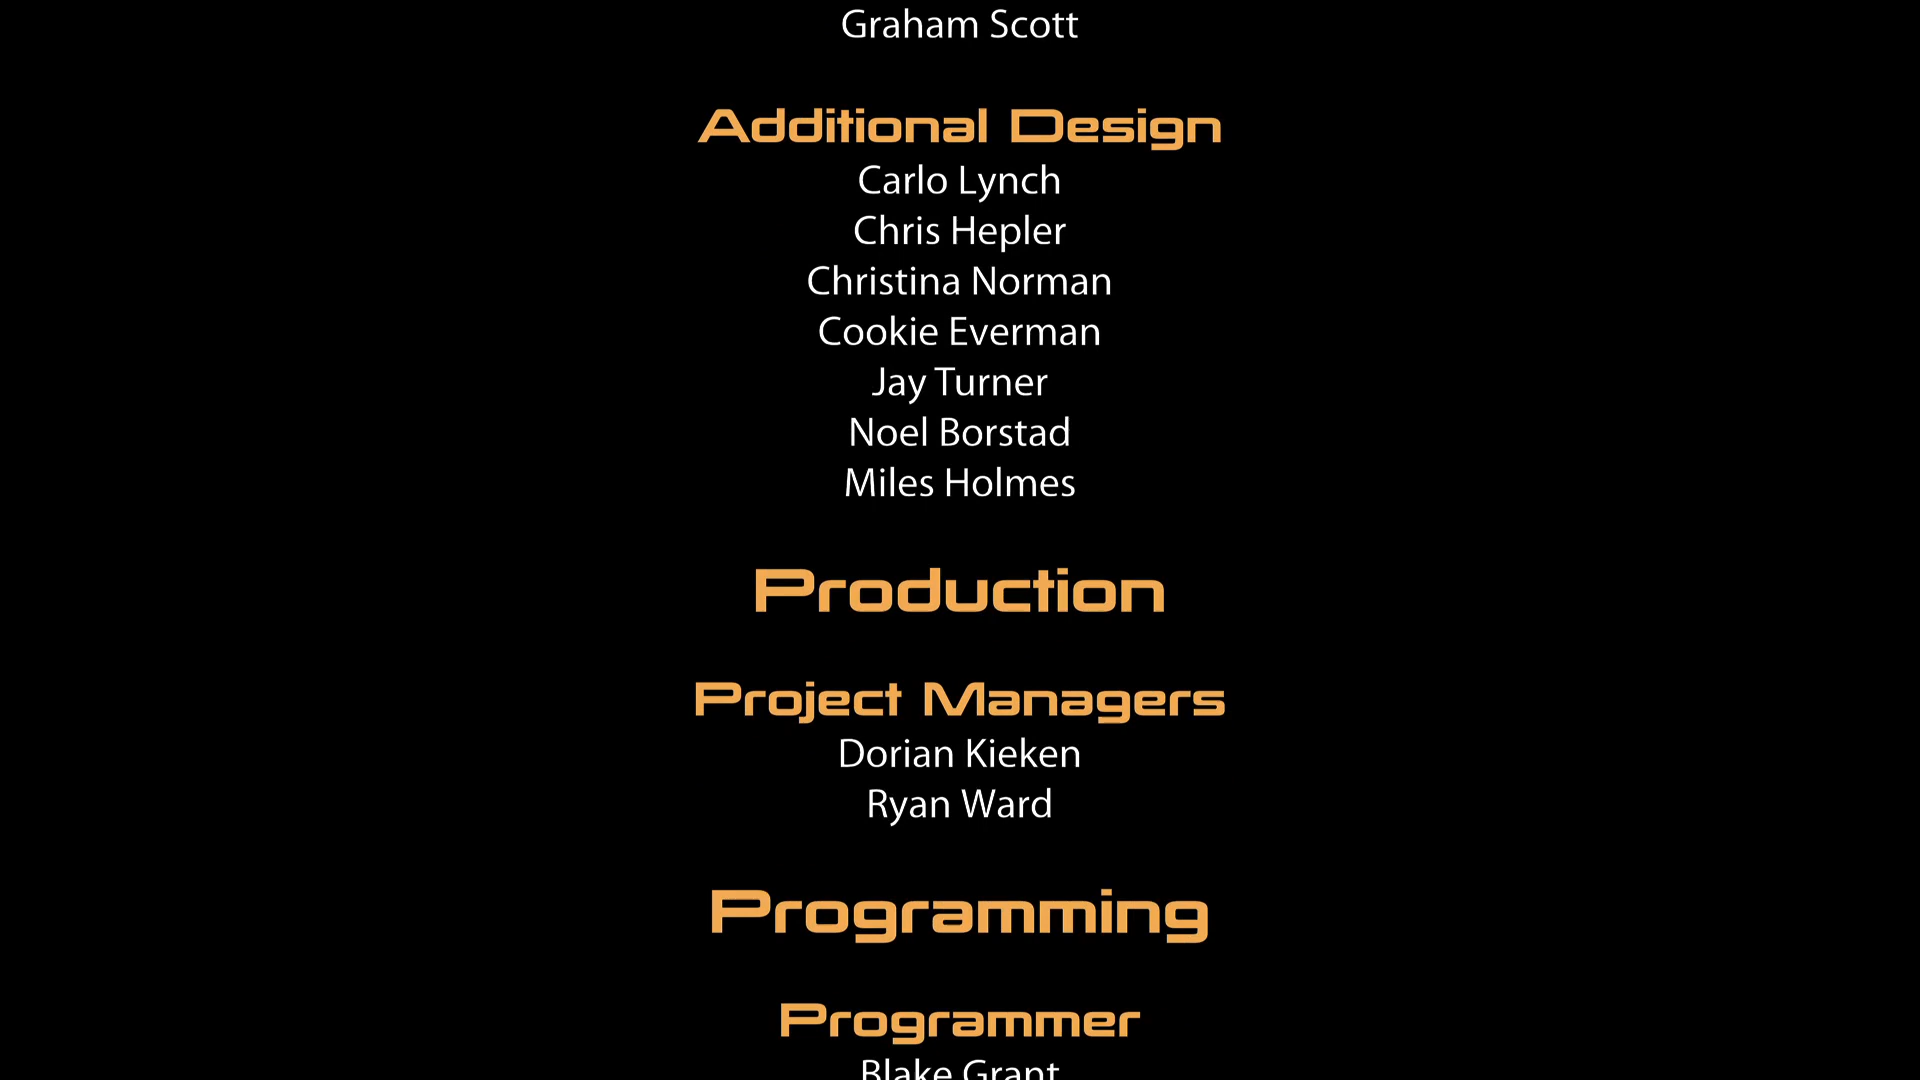 Graham Scott
Additional Design
Carlo Lynch
Chris Hepler
Christina Norman
Cookie Everman
Jay Turner
Noel Borstad
Miles Holmes
Production
Project Managers
Dorian Kieken
Ryan Ward
Programming
Programmer
Blake Grant